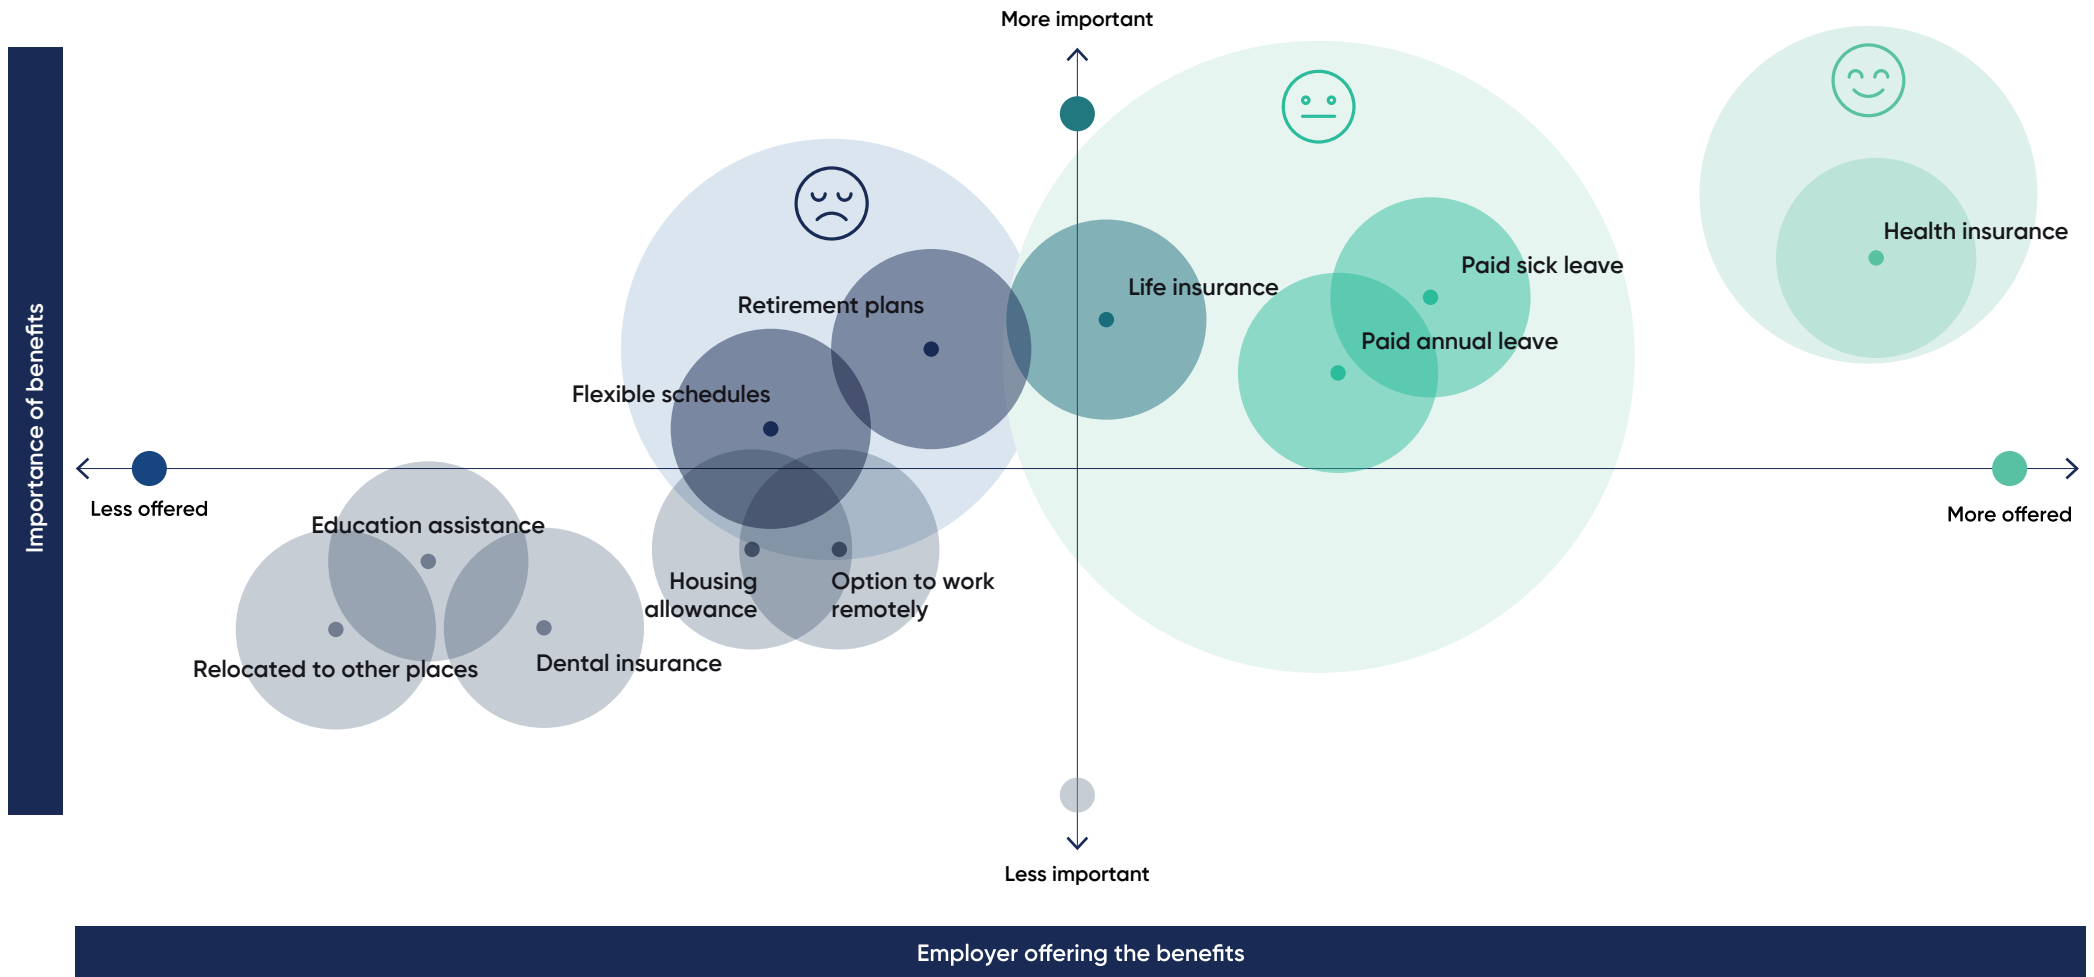 More important
Importance of benefits
Health insurance
Paid sick leave
Life insurance
Retirement plans
Paid annual leave
Flexible schedules
Less offered
More offered
Education assistance
Housing
allowance
Option to work
remotely
Relocated to other places
Dental insurance
Less important
Employer offering the benefits